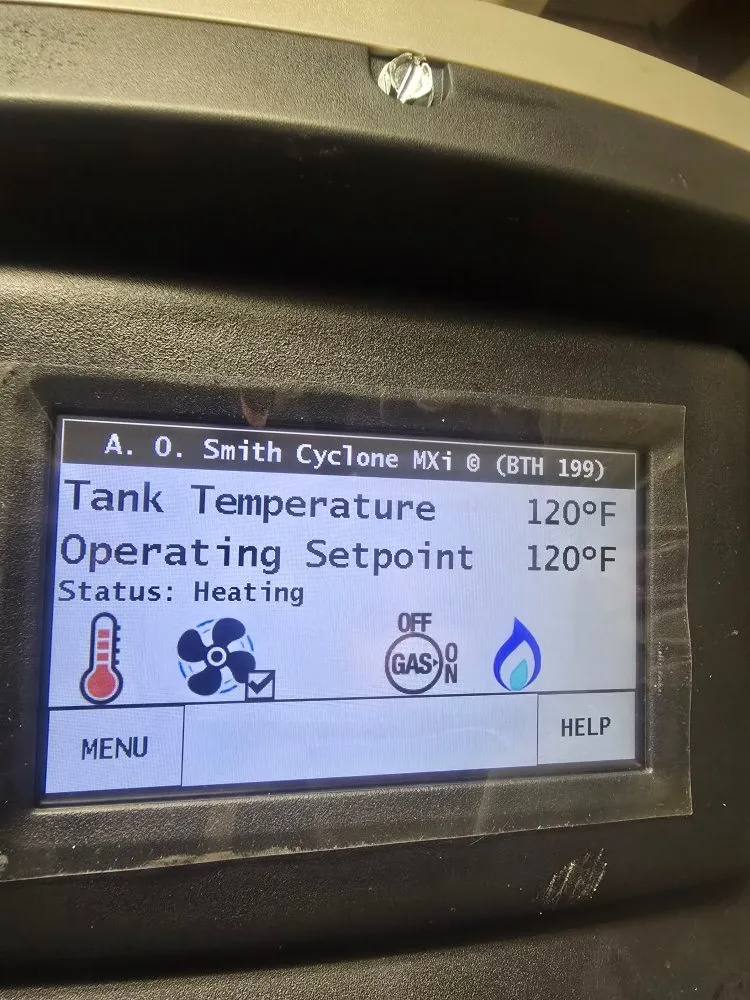 A. O. Smith Cyclone MXi © (BTH 199)
Tank Temperature 120°F
Operating Setpoint 120°F
Status: Heating
OFF
GAS
ON
MENU
HELP